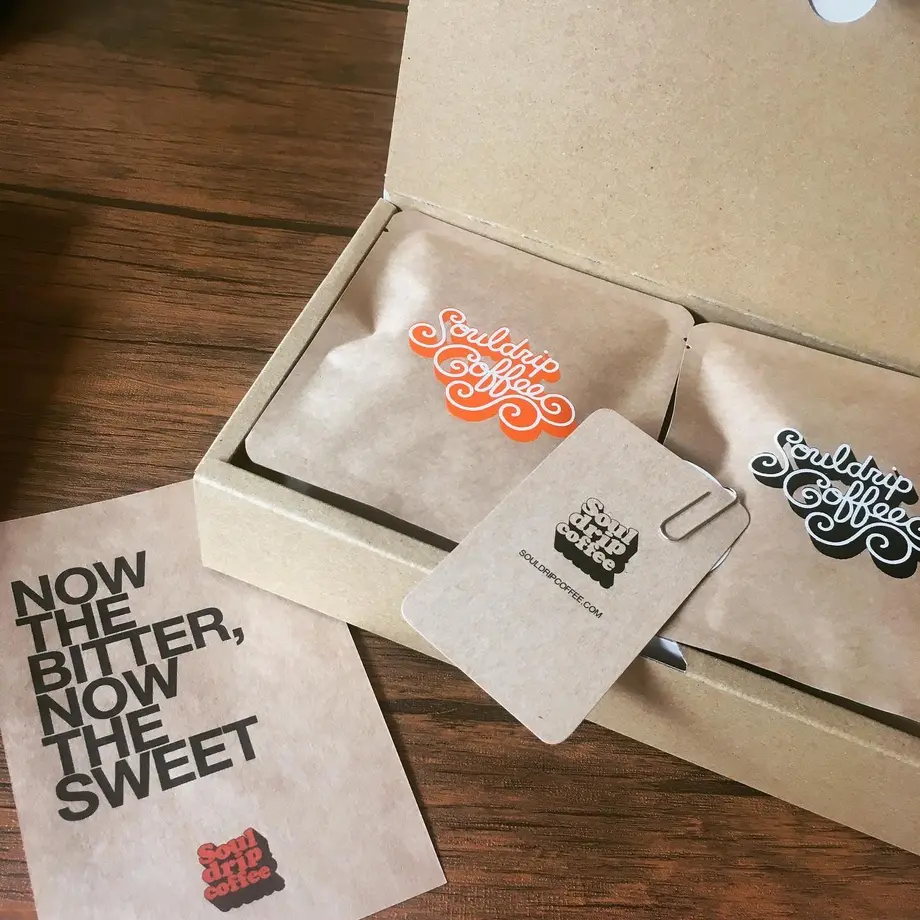 Souldrip
Coffee
Souldrip
Coffee
Soul
drip
coffee
SOULDRIPCOFFEE.COM
NOW
THE
BITTER,
NOW
THE
SWEET
Soul
drip
coffee